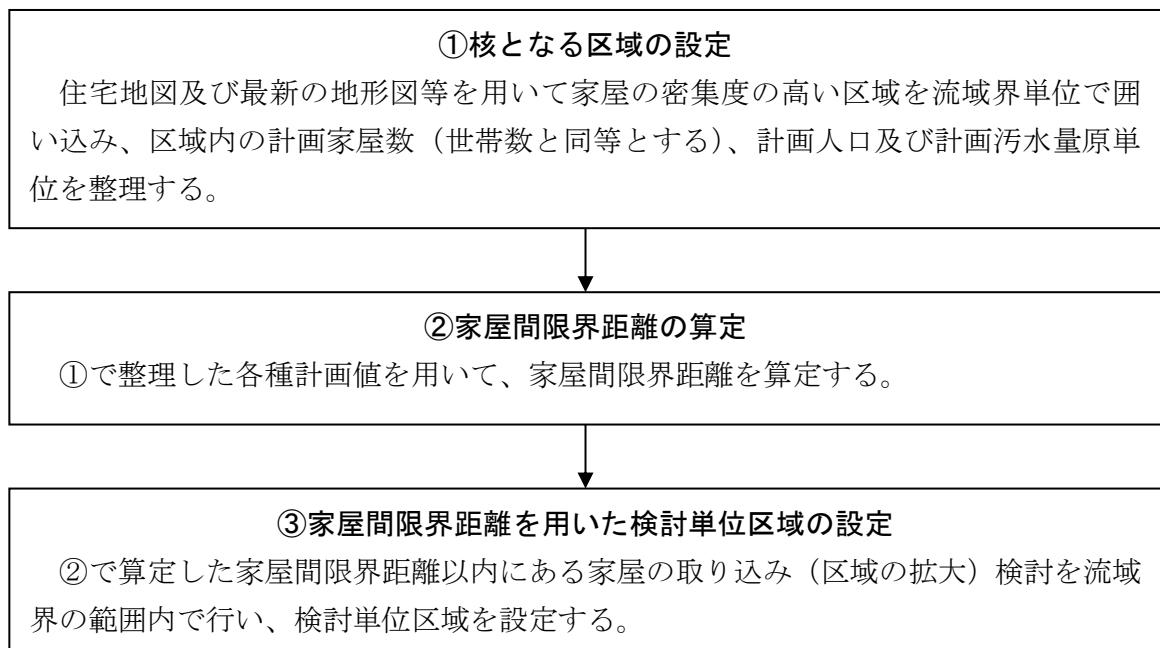 ①核となる区域の設定
住宅地図及び最新の地形図等を用いて家屋の密集度の高い区域を流域界単位で囲
い込み、区域内の計画家屋数（世帯数と同等とする）、計画人口及び計画汚水量原単
位を整理する。
②家屋間限界距離の算定
①で整理した各種計画値を用いて、家屋間限界距離を算定する。
③家屋間限界距離を用いた検討単位区域の設定
②で算定した家屋間限界距離以内にある家屋の取り込み（区域の拡大）検討を流域
界の範囲内で行い、検討単位区域を設定する。